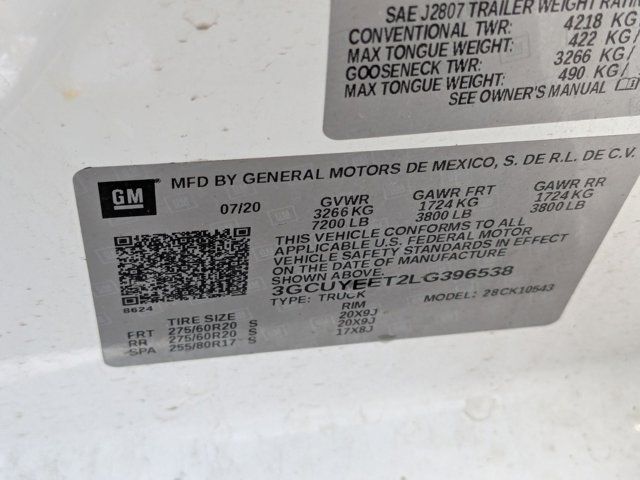 SAE J2807 TRAILER WEIGHT
CONVENTIONAL TWR: 4218 KG
MAX TONGUE WEIGHT: 422 KG /
GOOSENECK TWR: 3266 KG /
MAX TONGUE WEIGHT: 490 KG /
SEE OWNER'S MANUAL
GM
MFD BY GENERAL MOTORS DE MEXICO, S. DE R.L. DE C.V.
07/20 GVWR GAWR FRT GAWR RR
3266 KG 1724 KG 1724 KG
7200 LB 3800 LB 3800 LB
THIS VEHICLE CONFORMS TO ALL
APPLICABLE U.S. FEDERAL MOTOR
VEHICLE SAFETY STANDARDS IN EFFECT
ON THE DATE OF MANUFACTURE
SHOWN ABOVE.
3GCUYEET2LG396538
TYPE: TRUCK MODEL: 28CK10543
8624
TIRE SIZE RIM
FRT 275/60R20 S 20X9J
RR 275/60R20 S 20X9J
SPA 255/80R17 S 17X8J